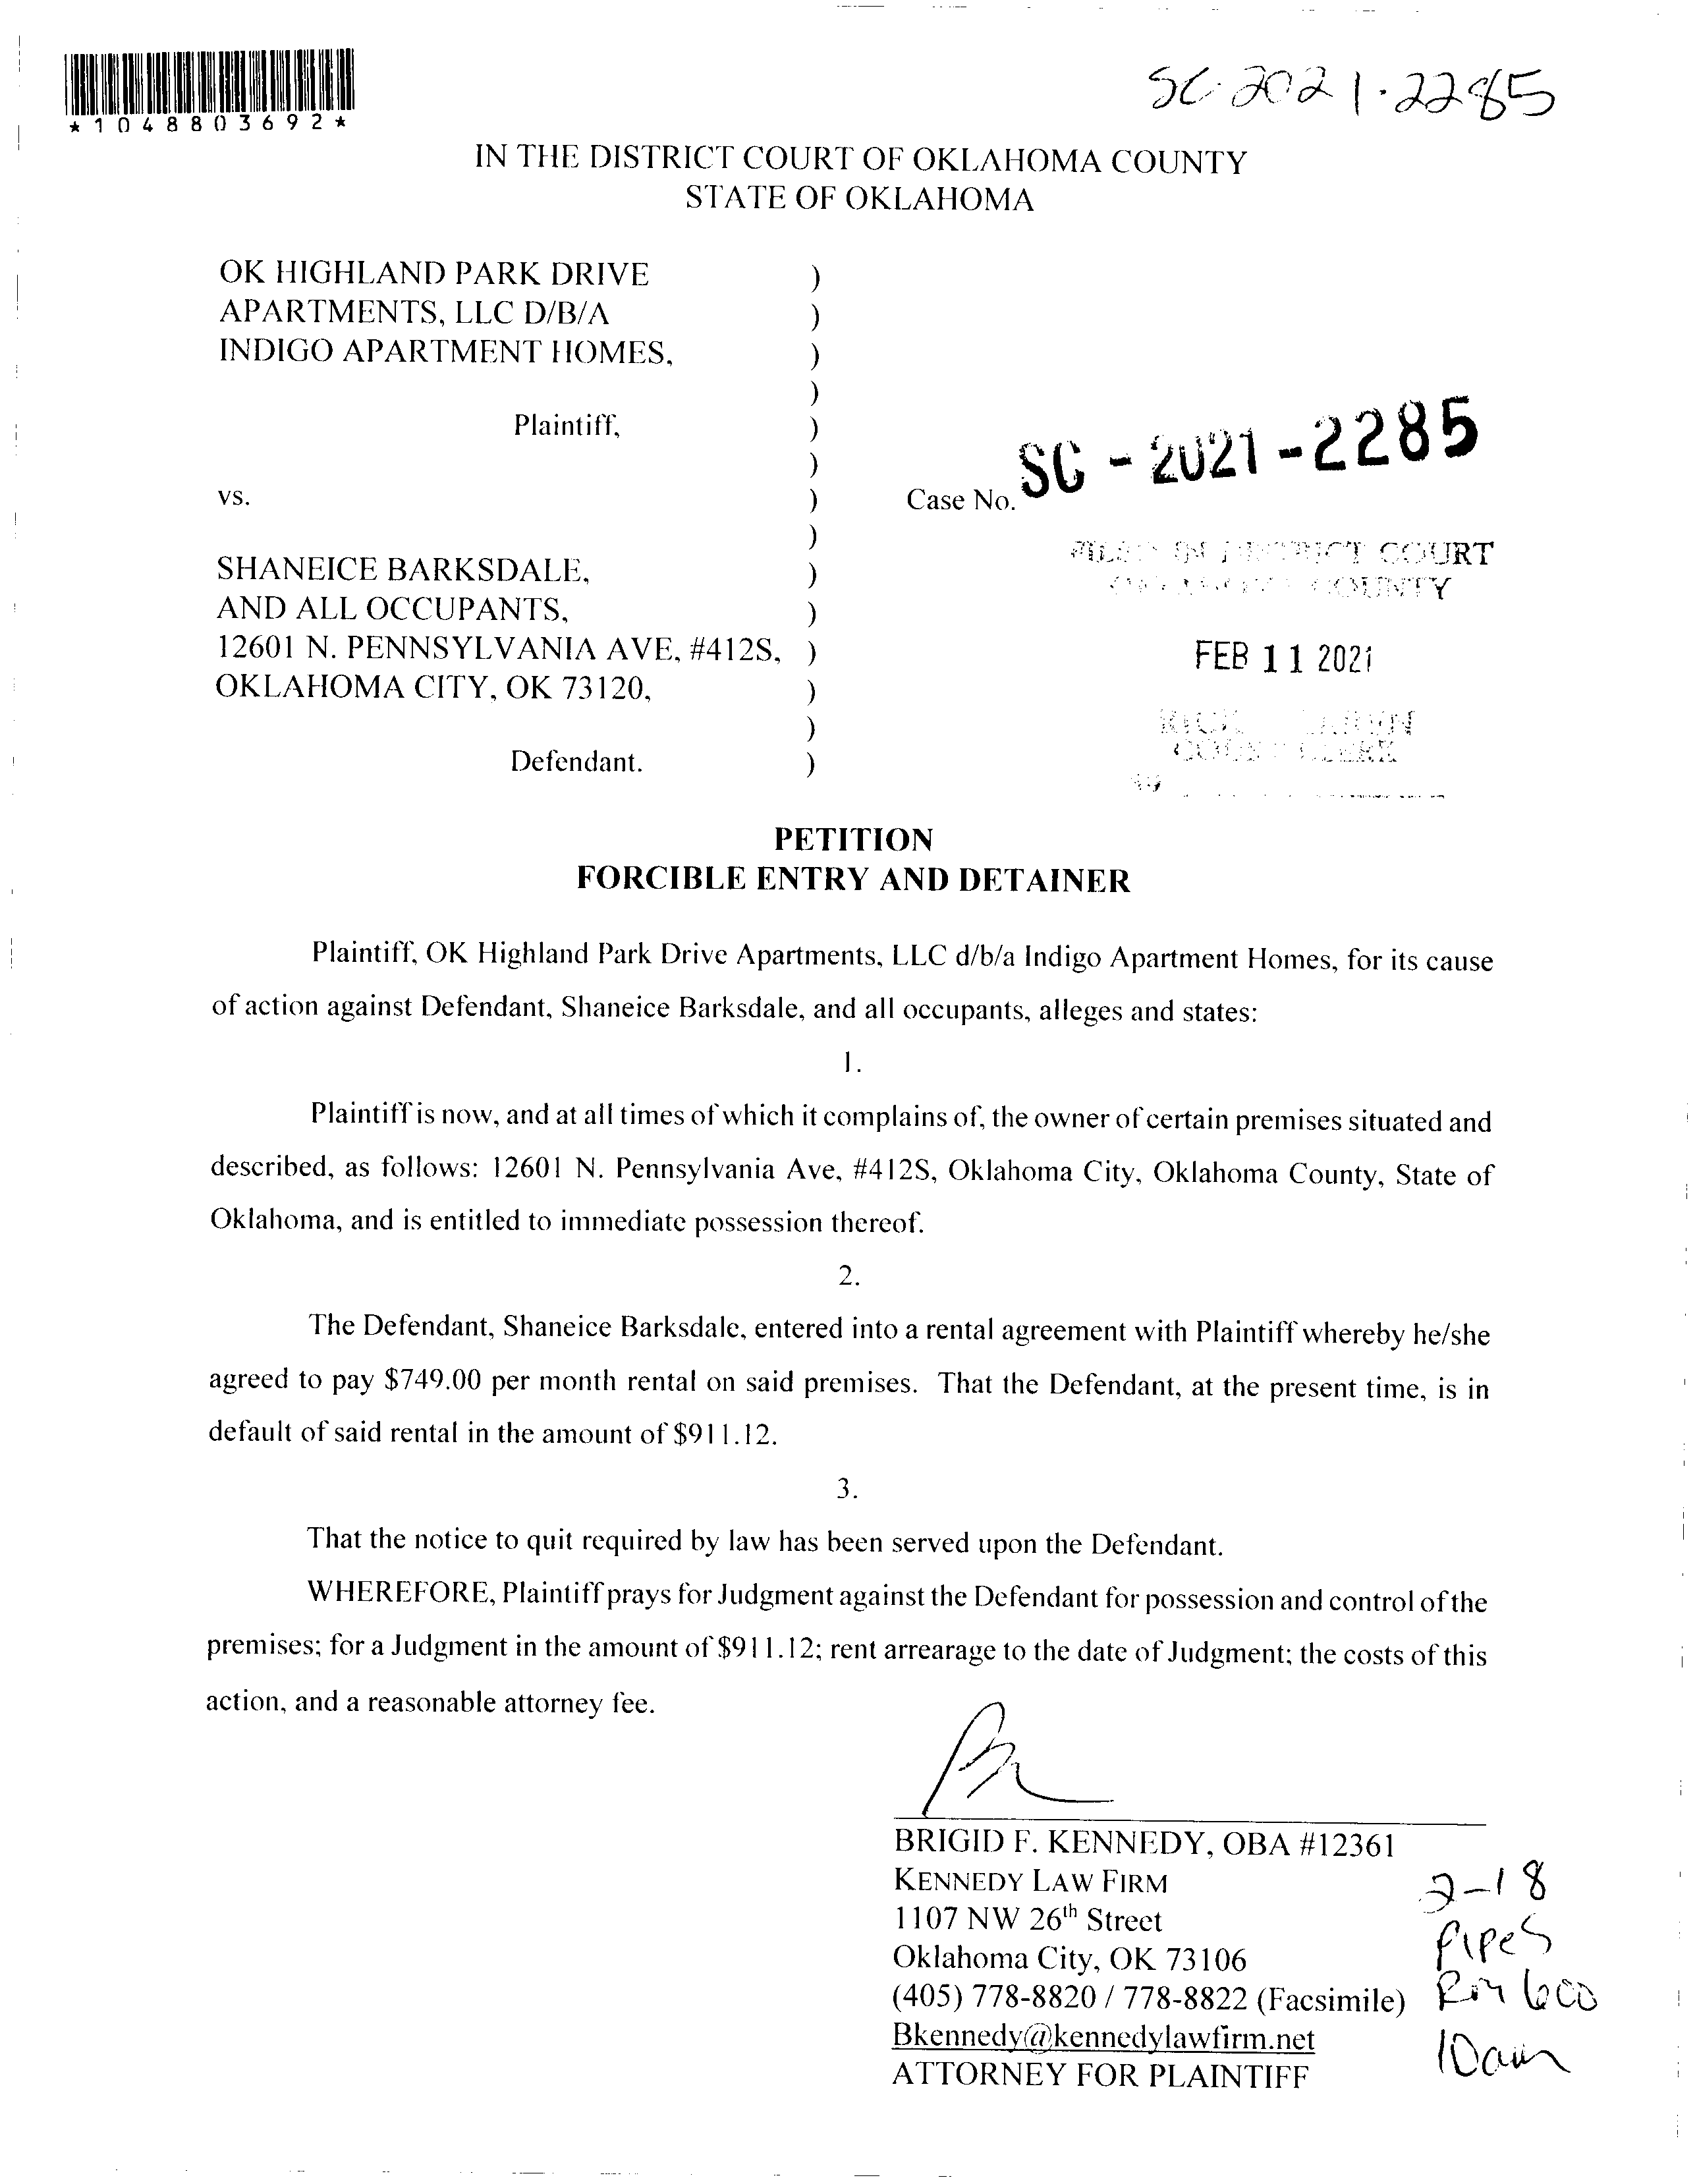 SC-2021-2285
*1048803692*
IN THE DISTRICT COURT OF OKLAHOMA COUNTY
STATE OF OKLAHOMA
OK HIGHLAND PARK DRIVE )
APARTMENTS, LLC D/B/A )
INDIGO APARTMENT HOMES, )
)
Plaintiff, )
)
vs. ) Case No. SC - 2021 - 2285
)
SHANEICE BARKSDALE, )
AND ALL OCCUPANTS, )
12601 N. PENNSYLVANIA AVE, #412S, )
OKLAHOMA CITY, OK 73120, )
)
Defendant. )
FILED IN DISTRICT COURT
OKLAHOMA COUNTY
FEB 11 2021
RICK
COURT CLERK
PETITION
FORCIBLE ENTRY AND DETAINER
Plaintiff, OK Highland Park Drive Apartments, LLC d/b/a Indigo Apartment Homes, for its cause
of action against Defendant, Shaneice Barksdale, and all occupants, alleges and states:
1.
Plaintiff is now, and at all times of which it complains of, the owner of certain premises situated and
described, as follows: 12601 N. Pennsylvania Ave, #412S, Oklahoma City, Oklahoma County, State of
Oklahoma, and is entitled to immediate possession thereof.
2.
The Defendant, Shaneice Barksdale, entered into a rental agreement with Plaintiff whereby he/she
agreed to pay $749.00 per month rental on said premises. That the Defendant, at the present time, is in
default of said rental in the amount of $911.12.
3.
That the notice to quit required by law has been served upon the Defendant.
WHEREFORE, Plaintiff prays for Judgment against the Defendant for possession and control of the
premises; for a Judgment in the amount of $911.12; rent arrearage to the date of Judgment; the costs of this
action, and a reasonable attorney fee.
BRIGID F. KENNEDY, OBA #12361
KENNEDY LAW FIRM
1107 NW 26th Street
Oklahoma City, OK 73106
(405) 778-8820 / 778-8822 (Facsimile)
Bkennedy@kennedylawfirm.net
ATTORNEY FOR PLAINTIFF
2-18
Pipes
Rm 600
10am